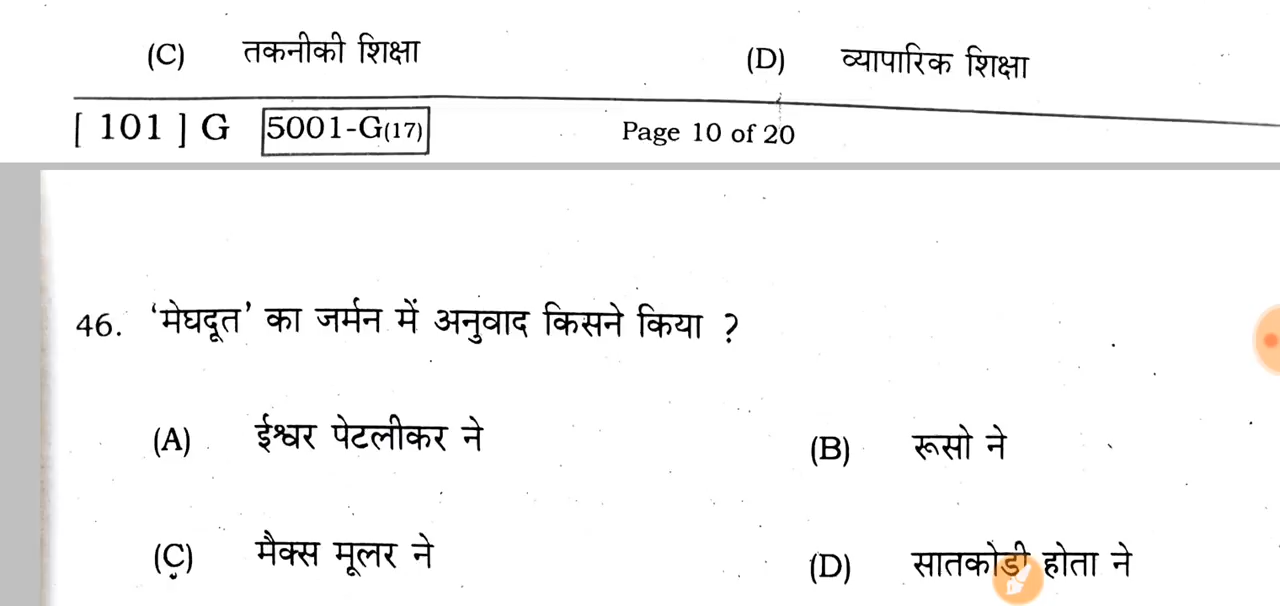 (C) तकनीकी शिक्षा (D) व्यापारिक शिक्षा
[ 101 ] G 5001-G(17) Page 10 of 20
46. 'मेघदूत' का जर्मन में अनुवाद किसने किया ?
(A) ईश्वर पेटलीकर ने (B) रूसो ने
(C) मैक्स मूलर ने (D) सातकोडी होता ने